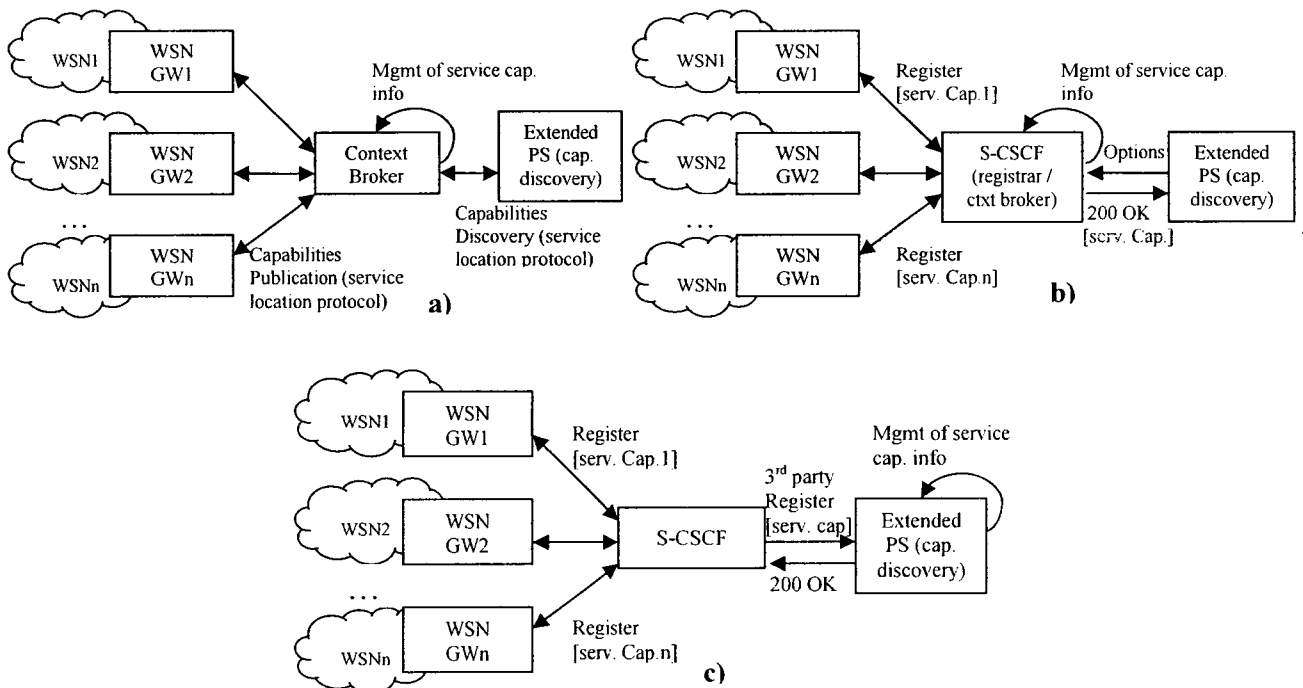 WSN1
WSN
GW1
WSN2
WSN
GW2
...
WSNn
WSN
GWn
Mgmt of service cap.
info
Context
Broker
Extended
PS (cap.
discovery)
Capabilities
Discovery (service
location protocol)
Capabilities
Publication (service
location protocol)
a)
WSN1
WSN
GW1
WSN2
WSN
GW2
...
WSNn
WSN
GWn
Register
[serv. Cap.1]
Mgmt of service cap.
info
S-CSCF
(registrar /
ctxt broker)
Options
200 OK
[serv. Cap.]
Extended
PS (cap.
discovery)
Register
[serv. Cap.n]
b)
WSN1
WSN
GW1
WSN2
WSN
GW2
...
WSNn
WSN
GWn
Register
[serv. Cap.1]
S-CSCF
3rd party
Register
[serv. cap]
200 OK
Mgmt of service
cap. info
Extended
PS (cap.
discovery)
Register
[serv. Cap.n]
c)